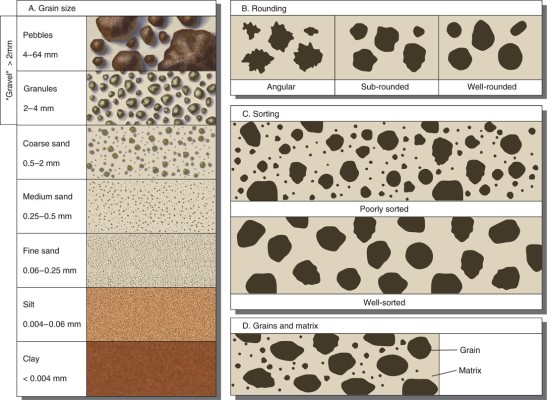 A. Grain size
"Gravel" > 2mm
Pebbles
4–64 mm
Granules
2–4 mm
Coarse sand
0.5–2 mm
Medium sand
0.25–0.5 mm
Fine sand
0.06–0.25 mm
Silt
0.004–0.06 mm
Clay
< 0.004 mm
B. Rounding
Angular
Sub-rounded
Well-rounded
C. Sorting
Poorly sorted
Well-sorted
D. Grains and matrix
Grain
Matrix